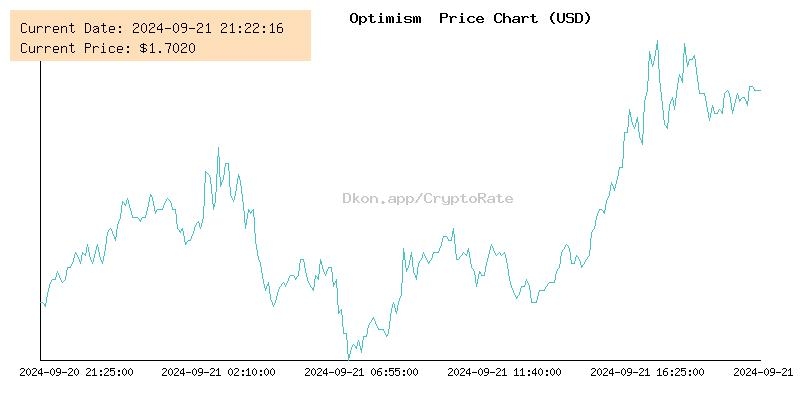 Optimism  Price Chart (USD)
Current Date: 2024-09-21 21:22:16
Current Price: $1.7020
Dkon.app/CryptoRate
2024-09-20 21:25:00 2024-09-21 02:10:00 2024-09-21 06:55:00 2024-09-21 11:40:00 2024-09-21 16:25:00 2024-09-21